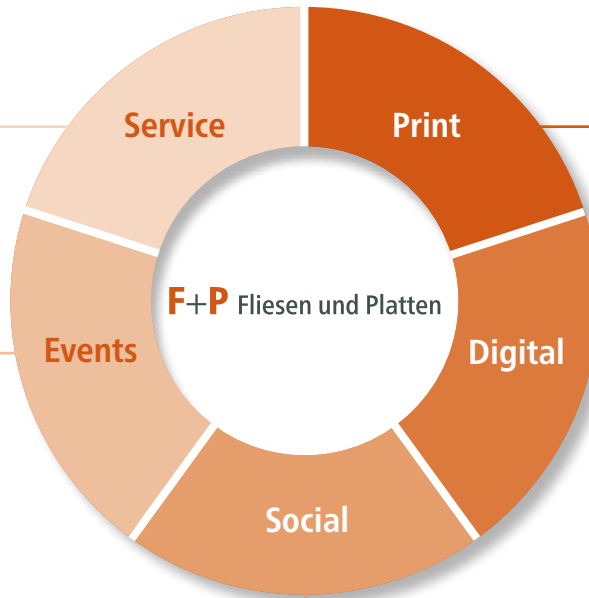 Service
Print
F+P Fliesen und Platten
Events
Digital
Social